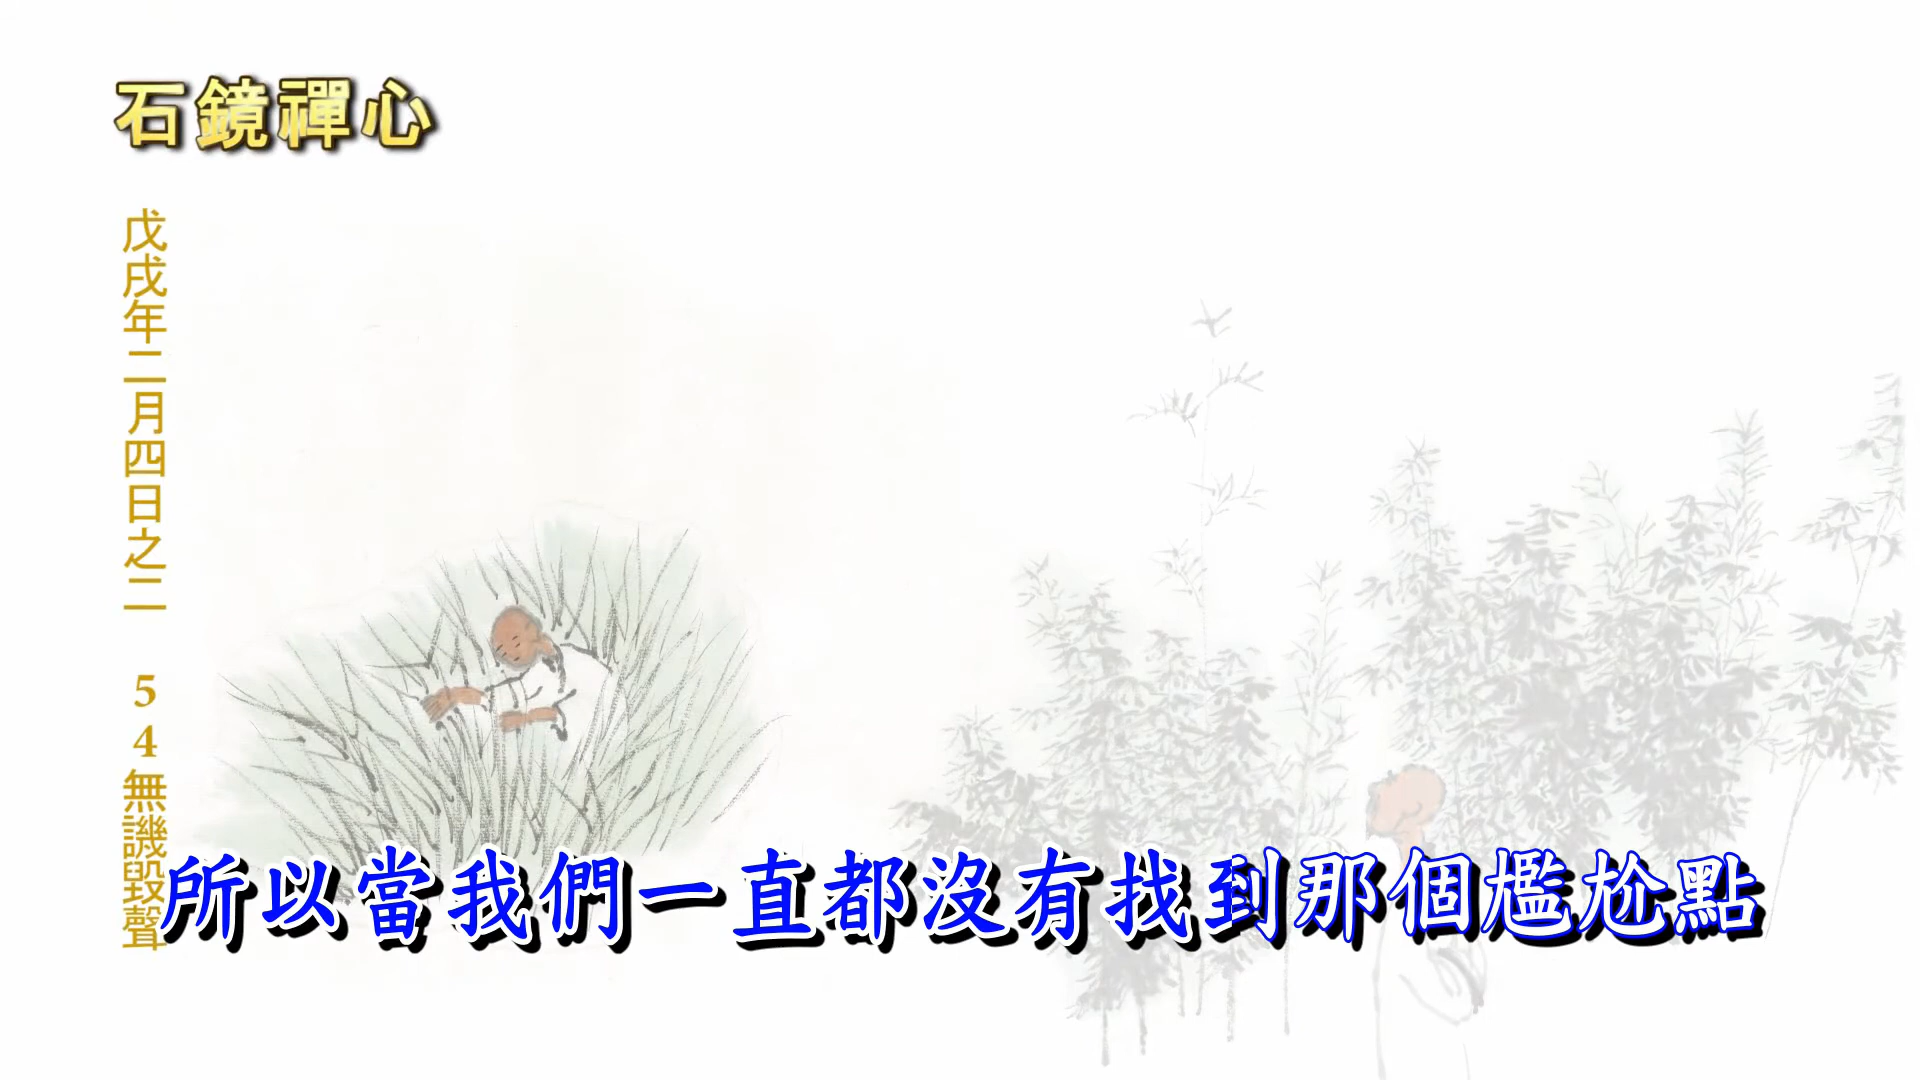 石鏡禪心
戊戌年二月四日之二 54無譏毀聲
所以當我們一直都沒有找到那個尷尬點